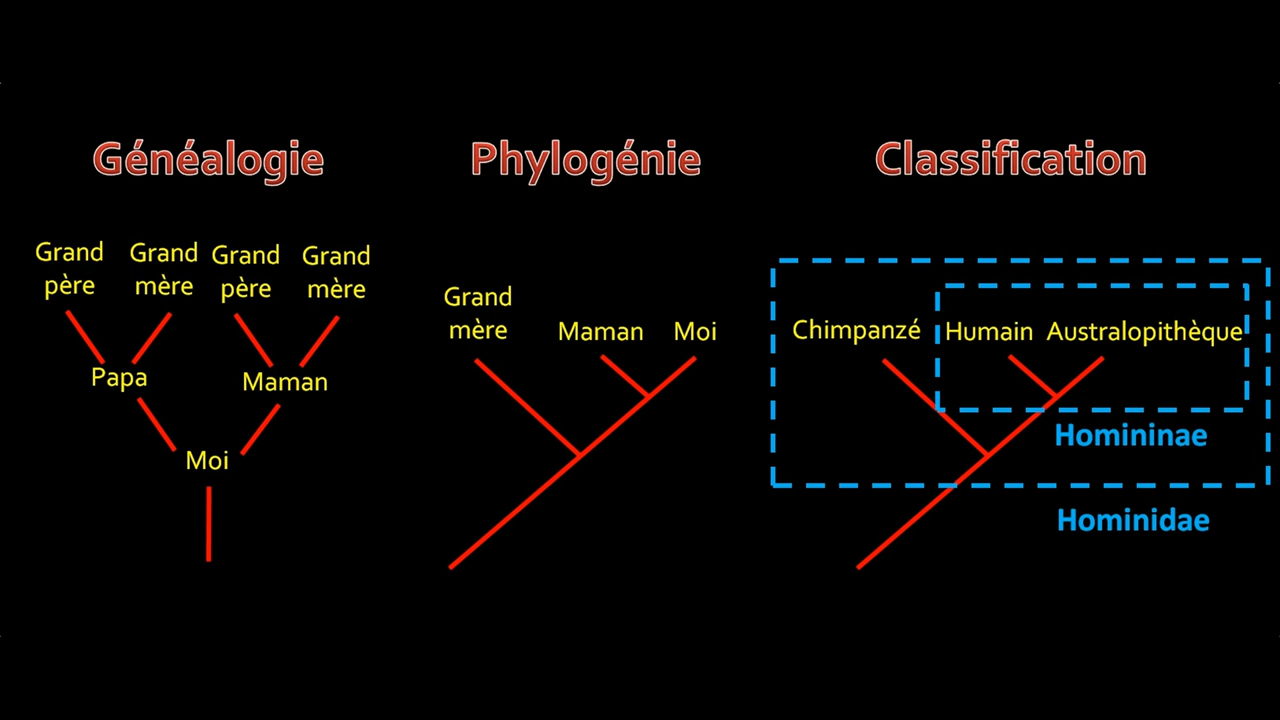 Généalogie
Grand Grand Grand Grand
père mère père mère
Papa Maman
Moi
Phylogénie
Grand
mère Maman Moi
Classification
Chimpanzé Humain Australopithèque
Homininae
Hominidae